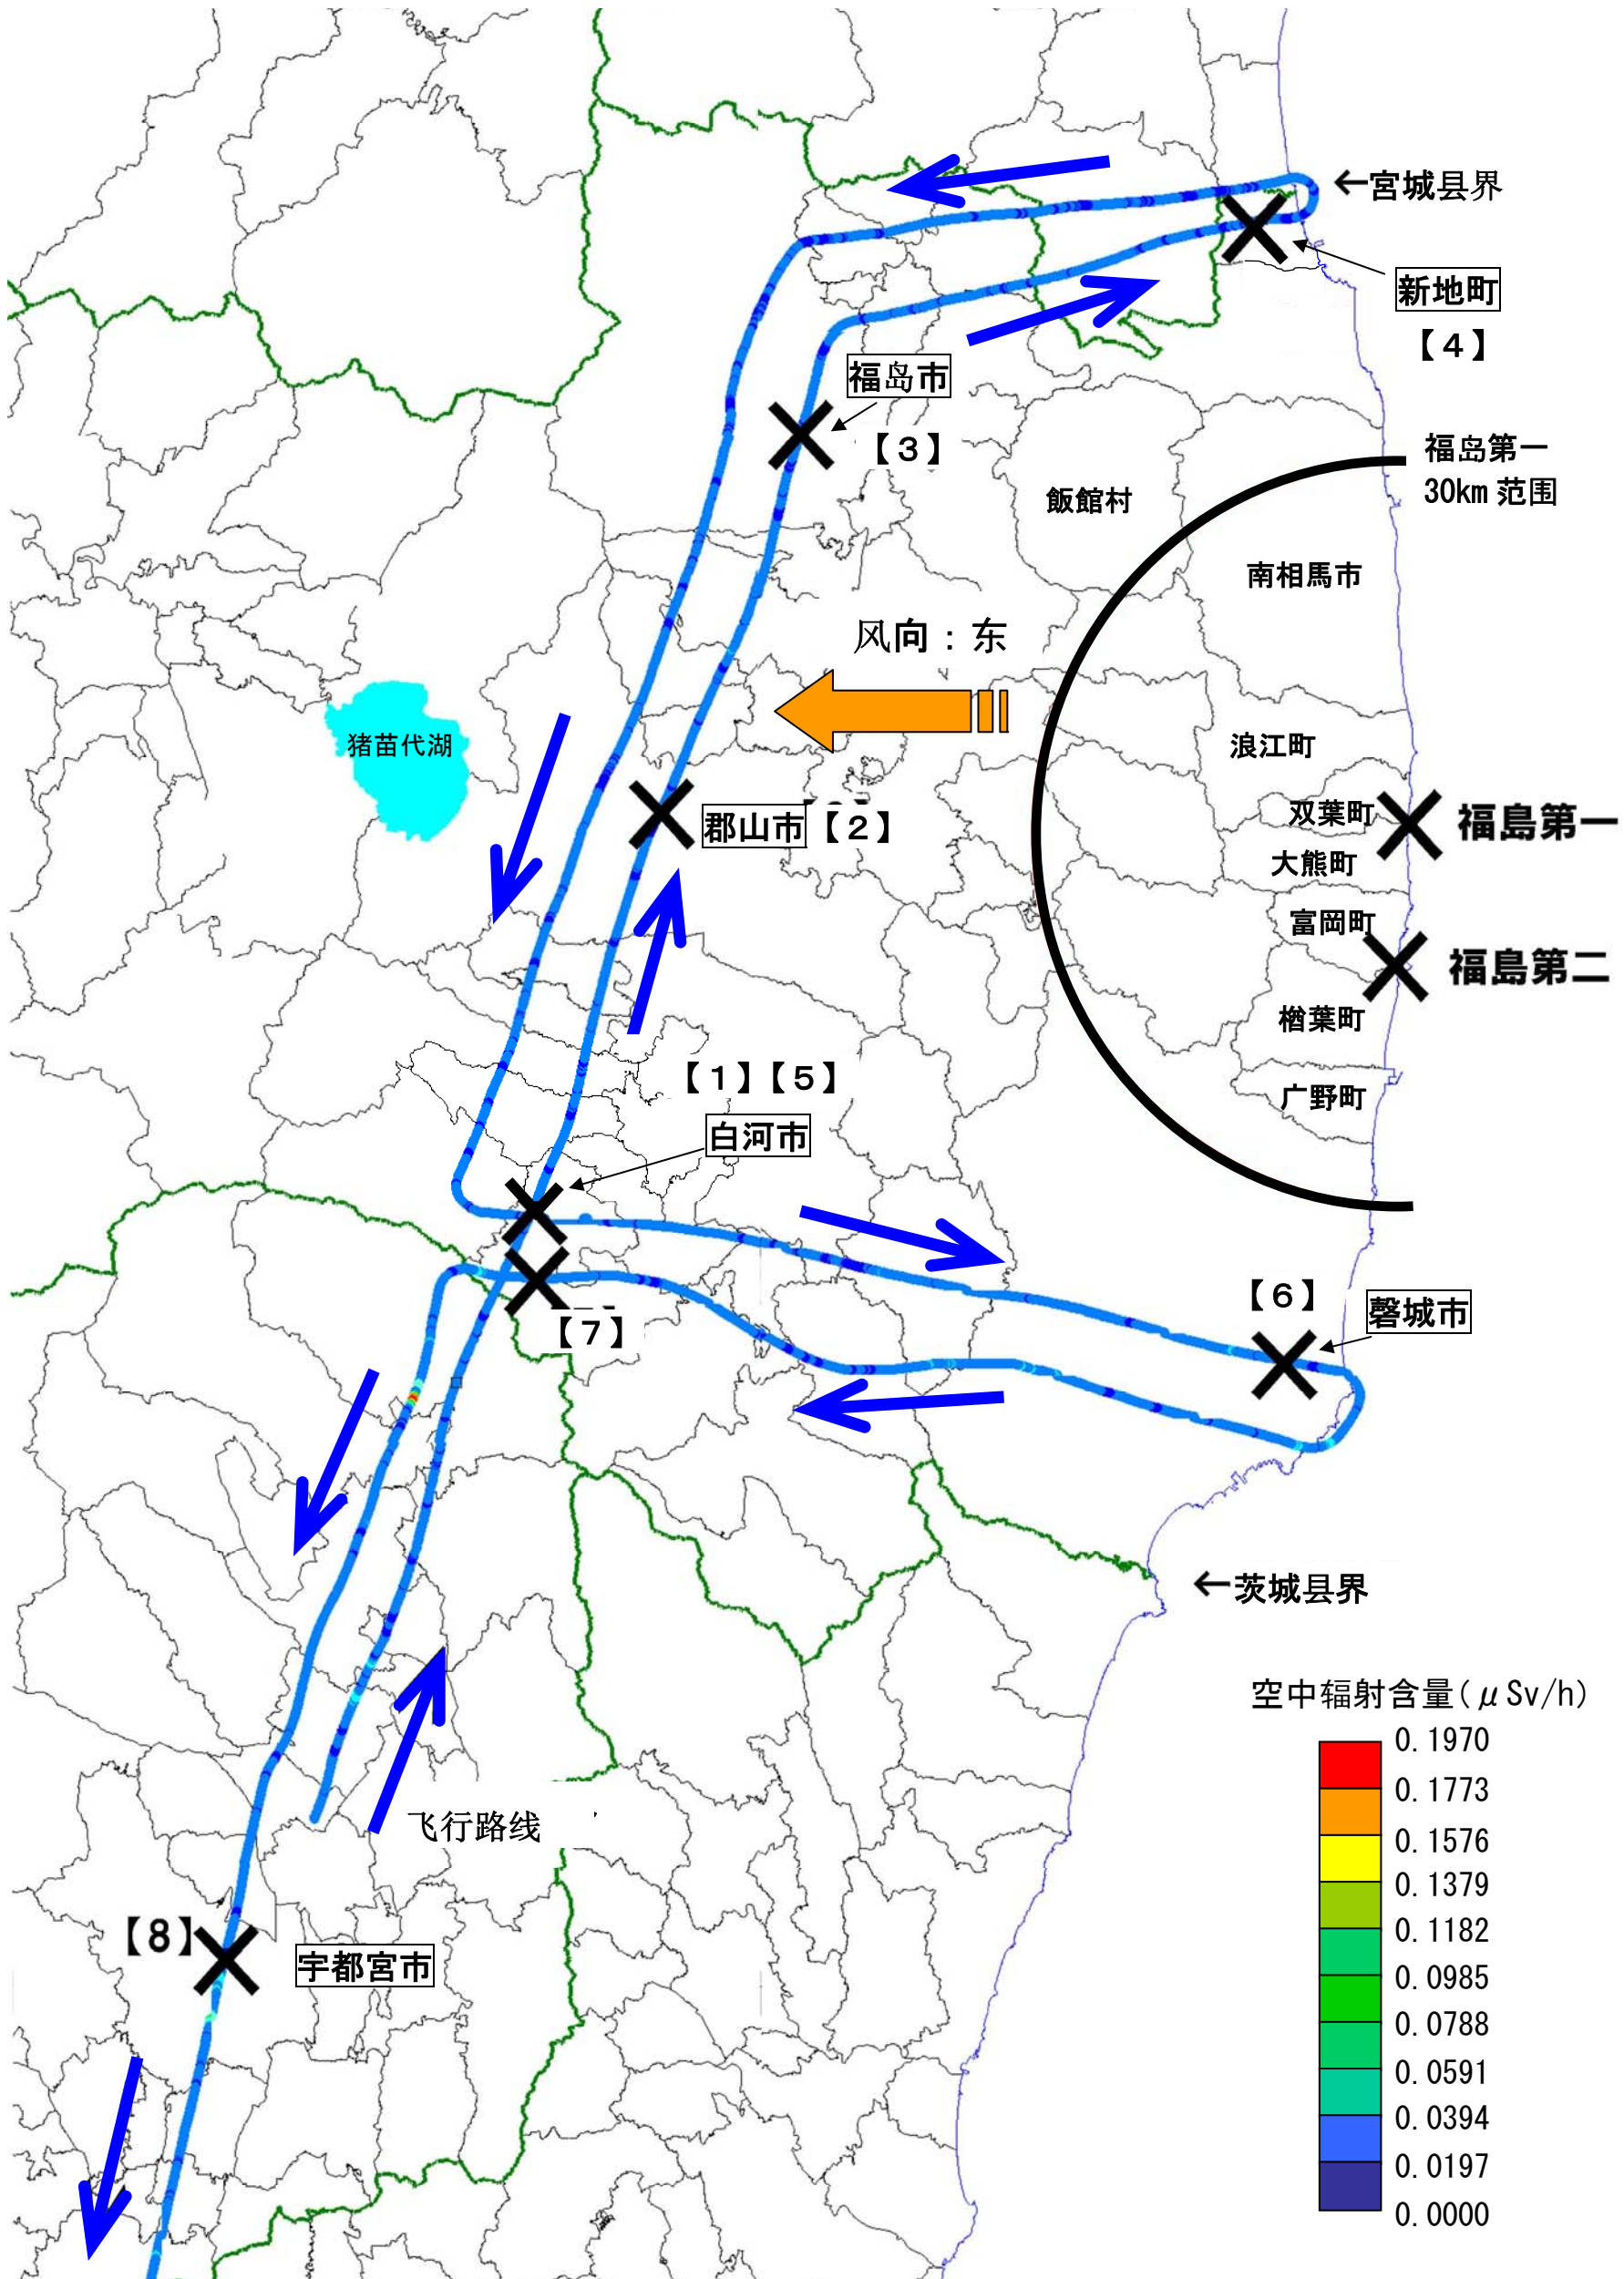 ←宮城县界
新地町
【4】
福岛市
【3】
福岛第一
30km 范围
飯館村
南相馬市
风向：东
猪苗代湖
浪江町
郡山市【2】
双葉町
福島第一
大熊町
富岡町
福島第二
楢葉町
【1】【5】
广野町
白河市
【6】
磬城市
【7】
←茨城县界
空中辐射含量(μSv/h)
0.1970
0.1773
0.1576
0.1379
0.1182
0.0985
0.0788
0.0591
0.0394
0.0197
0.0000
飞行路线
【8】
宇都宮市